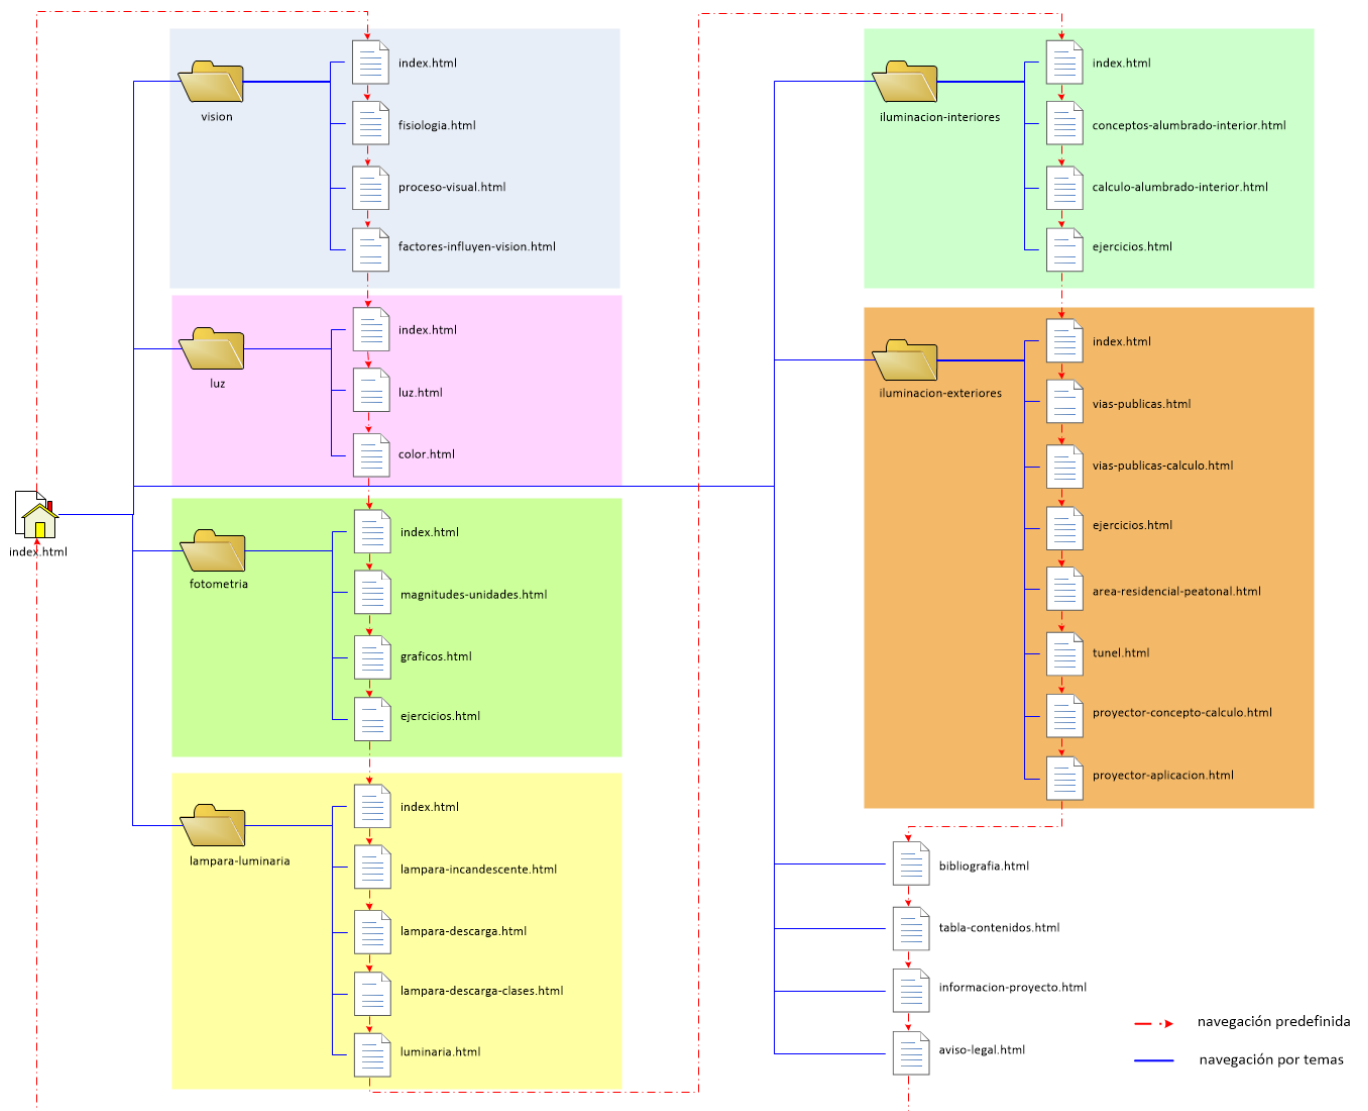 index.html
vision
index.html
fisiologia.html
proceso-visual.html
factores-influyen-vision.html
luz
index.html
luz.html
color.html
fotometria
index.html
magnitudes-unidades.html
graficos.html
ejercicios.html
lampara-luminaria
index.html
lampara-incandescente.html
lampara-descarga.html
lampara-descarga-clases.html
luminaria.html
iluminacion-interiores
index.html
conceptos-alumbrado-interior.html
calculo-alumbrado-interior.html
ejercicios.html
iluminacion-exteriores
index.html
vias-publicas.html
vias-publicas-calculo.html
ejercicios.html
area-residencial-peatonal.html
tunel.html
proyector-concepto-calculo.html
proyector-aplicacion.html
bibliografia.html
tabla-contenidos.html
informacion-proyecto.html
aviso-legal.html
navegación predefinida
navegación por temas